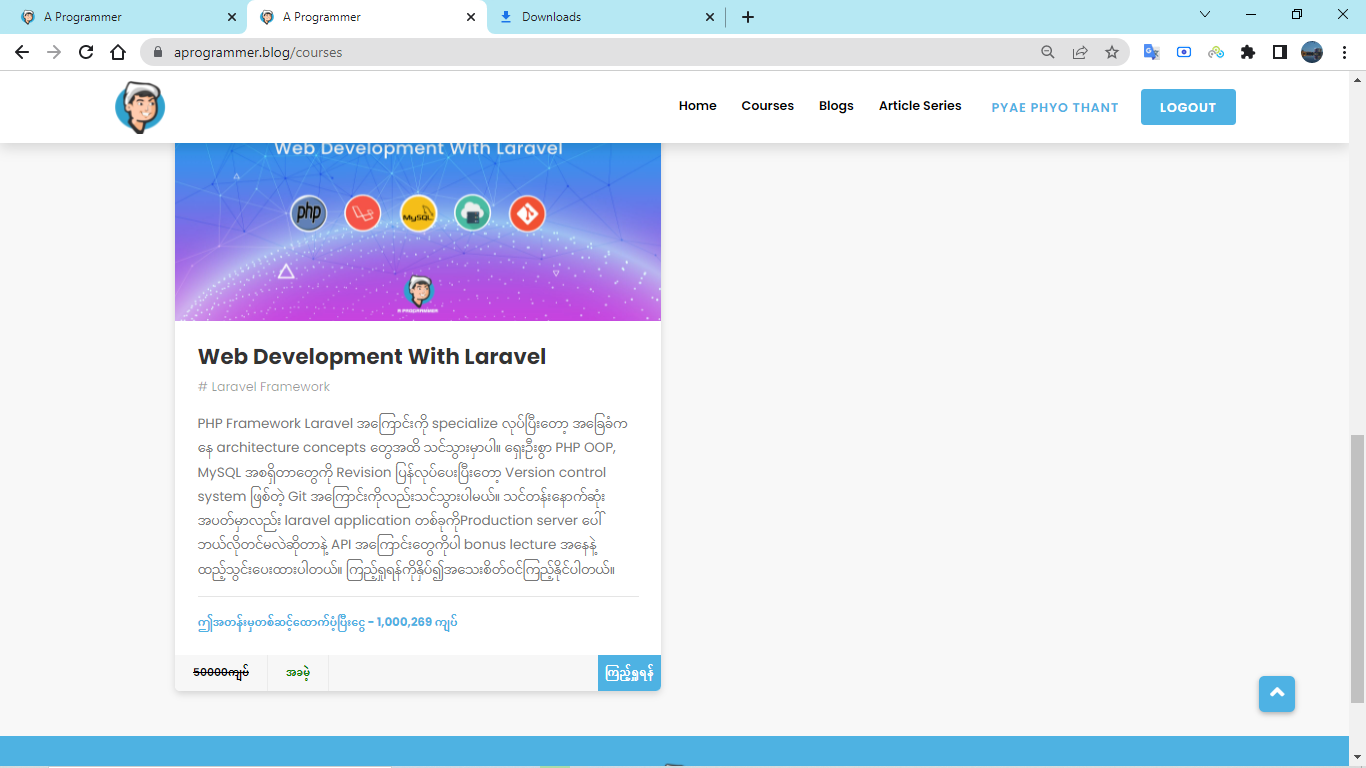 A Programmer
A Programmer
Downloads
aprogrammer.blog/courses
Home
Courses
Blogs
Article Series
PYAE PHYO THANT
LOGOUT
Web Development With Laravel
php
MySQL
A PROGRAMMER
Web Development With Laravel
# Laravel Framework
PHP Framework Laravel အကြောင်းကို specialize လုပ်ပြီးတော့ အခြေခံက
နေ architecture concepts တွေအထိ သင်သွားမှာပါ။ ရှေးဦးစွာ PHP OOP,
MySQL အစရှိတာတွေကို Revision ပြန်လုပ်ပေးပြီးတော့ Version control
system ဖြစ်တဲ့ Git အကြောင်းကိုလည်းသင်သွားပါမယ်။ သင်တန်းနောက်ဆုံး
အပတ်မှာလည်း laravel application တစ်ခုကိုProduction server ပေါ်
ဘယ်လိုတင်မလဲဆိုတာနဲ့ API အကြောင်းတွေကိုပါ bonus lecture အနေနဲ့
ထည့်သွင်းပေးထားပါတယ်။ ကြည့်ရှုရန်ကိုနှိပ်၍အသေးစိတ်ဝင်ကြည့်နိုင်ပါတယ်။
ဤအတန်းမှတစ်ဆင့်ထောက်ပံ့ပြီးငွေ - 1,000,269 ကျပ်
50000ကျပ်
အခမဲ့
ကြည့်ရှုရန်